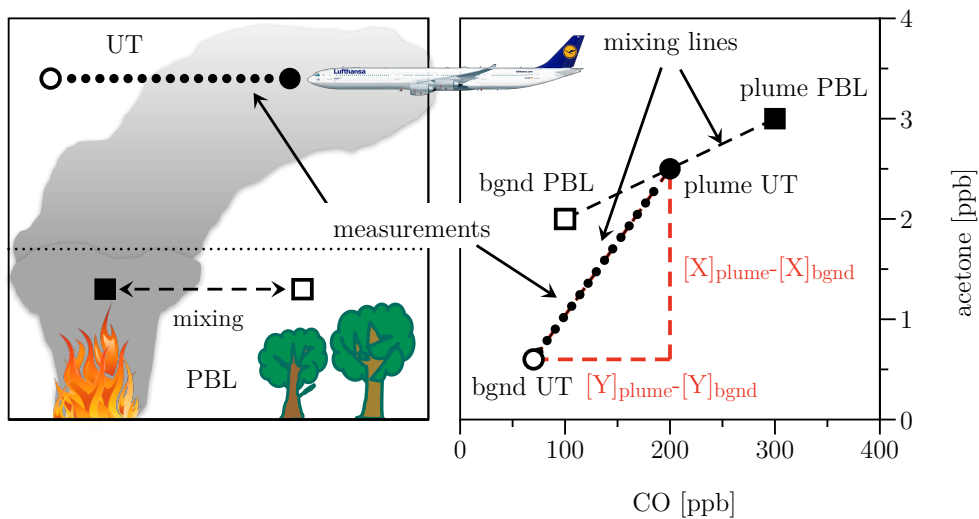 UT
Lufthansa
mixing
PBL
measurements
mixing lines
plume PBL
bgnd PBL
plume UT
[X]plume-[X]bgnd
bgnd UT
[Y]plume-[Y]bgnd
4
3
2
1
0
acetone [ppb]
0
100
200
300
400
CO [ppb]